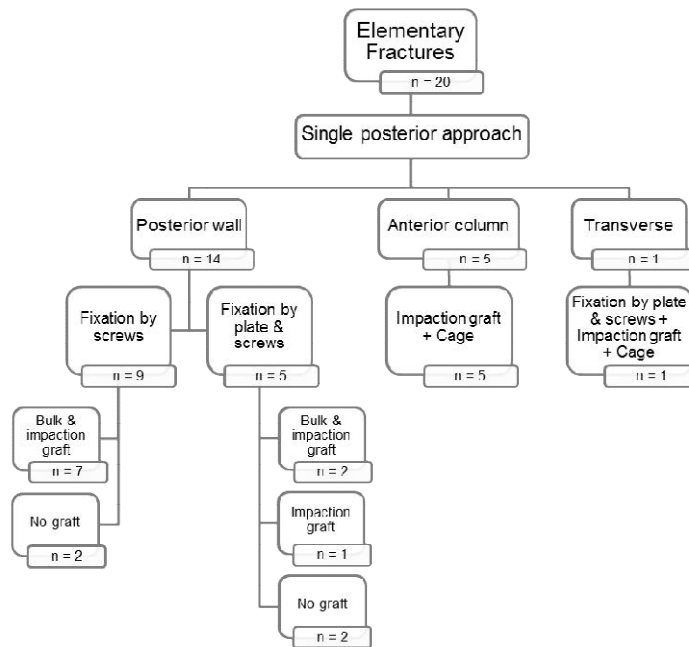 Elementary
Fractures
n = 20
Single posterior approach
Posterior wall
n = 14
Anterior column
n = 5
Transverse
n = 1
Fixation by
screws
n = 9
Fixation by
plate &
screws
n = 5
Impaction graft
+ Cage
n = 5
Fixation by plate
& screws +
Impaction graft
+ Cage
n = 1
Bulk &
impaction
graft
n = 7
No graft
n = 2
Bulk &
impaction
graft
n = 2
Impaction
graft
n = 1
No graft
n = 2